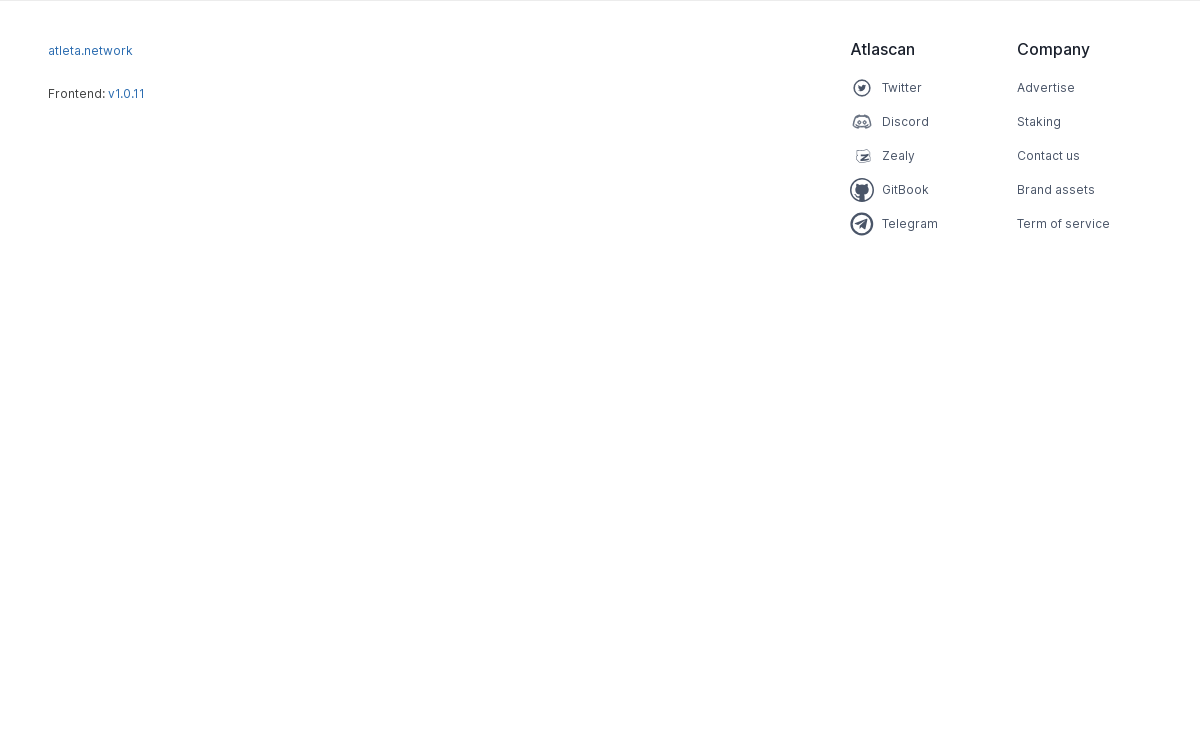 atleta.network
Frontend: v1.0.11
Atlascan
Twitter
Discord
Zealy
GitBook
Telegram
Company
Advertise
Staking
Contact us
Brand assets
Term of service